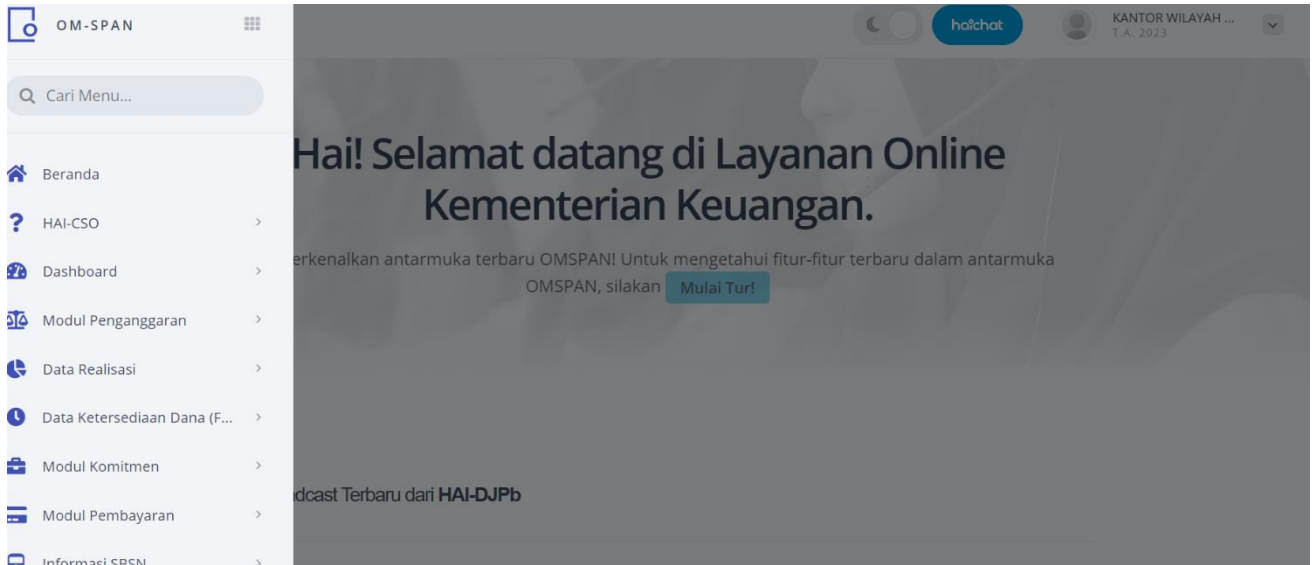 OM-SPAN
haichat
KANTOR WILAYAH ...
T.A. 2023
Cari Menu...
Beranda
HAI-CSO
Dashboard
Modul Penganggaran
Data Realisasi
Data Ketersediaan Dana (F...
Modul Komitmen
Modul Pembayaran
Informasi SBSN
Hai! Selamat datang di Layanan Online
Kementerian Keuangan.
erkenalkan antarmuka terbaru OMSPAN! Untuk mengetahui fitur-fitur terbaru dalam antarmuka
OMSPAN, silakan Mulai Tur!
dcast Terbaru dari HAI-DJPb